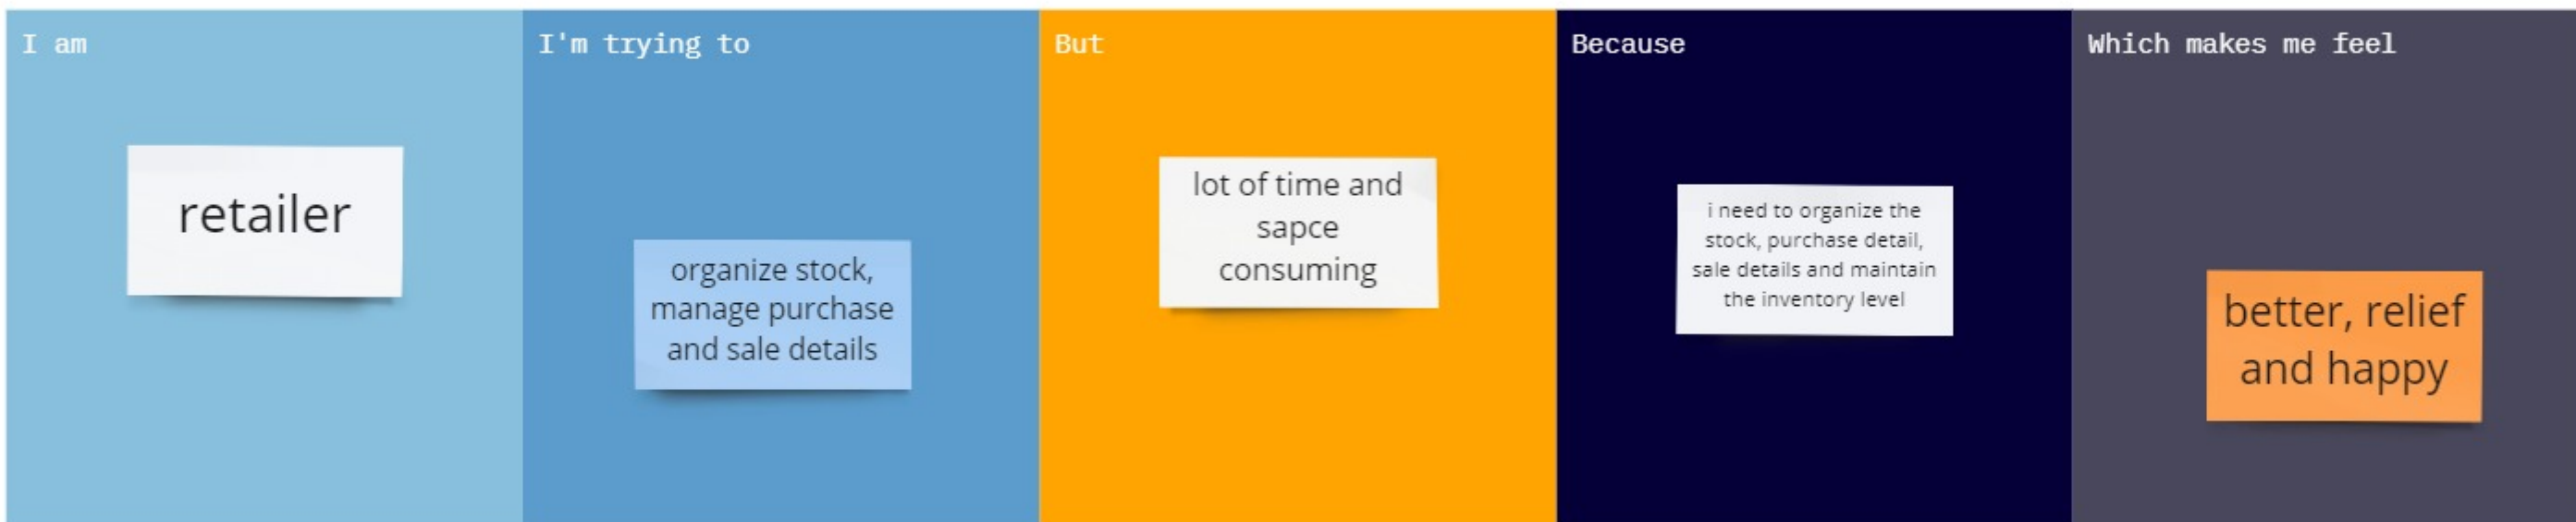 I am
retailer
I'm trying to
organize stock,
manage purchase
and sale details
But
lot of time and
sapce
consuming
Because
i need to organize the
stock, purchase detail,
sale details and maintain
the inventory level
Which makes me feel
better, relief
and happy